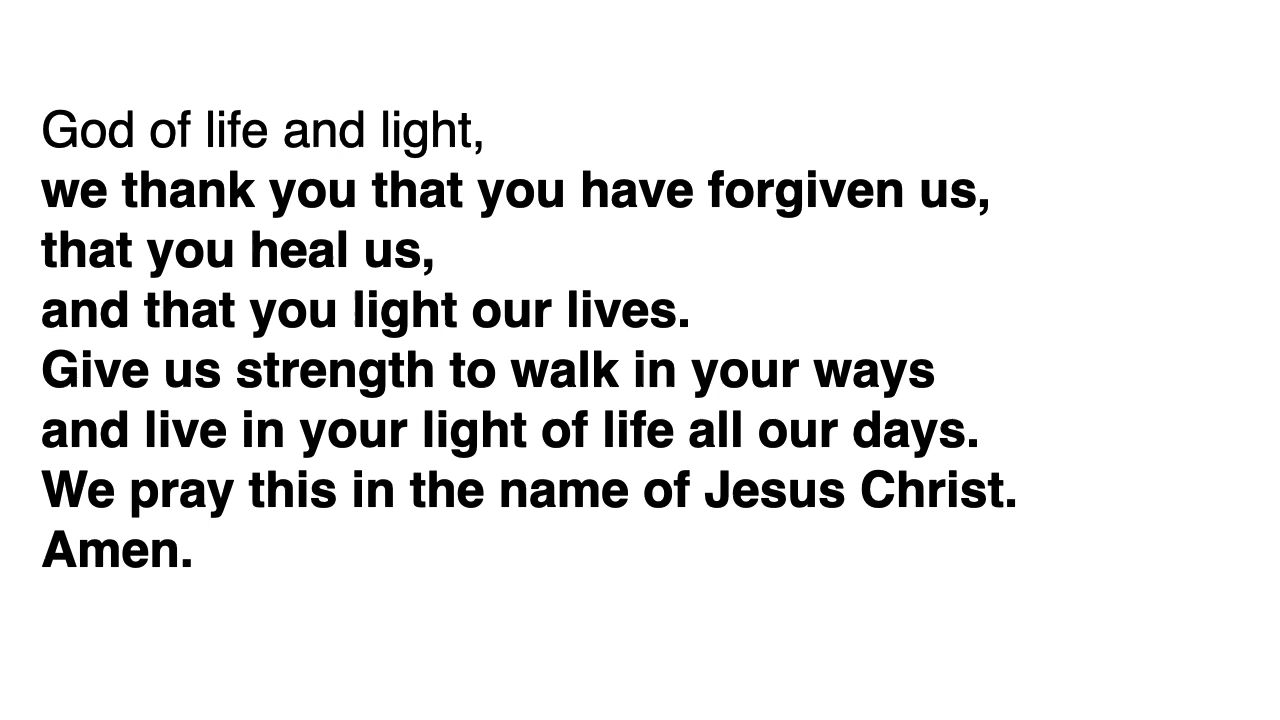 God of life and light,
we thank you that you have forgiven us,
that you heal us,
and that you light our lives.
Give us strength to walk in your ways
and live in your light of life all our days.
We pray this in the name of Jesus Christ.
Amen.